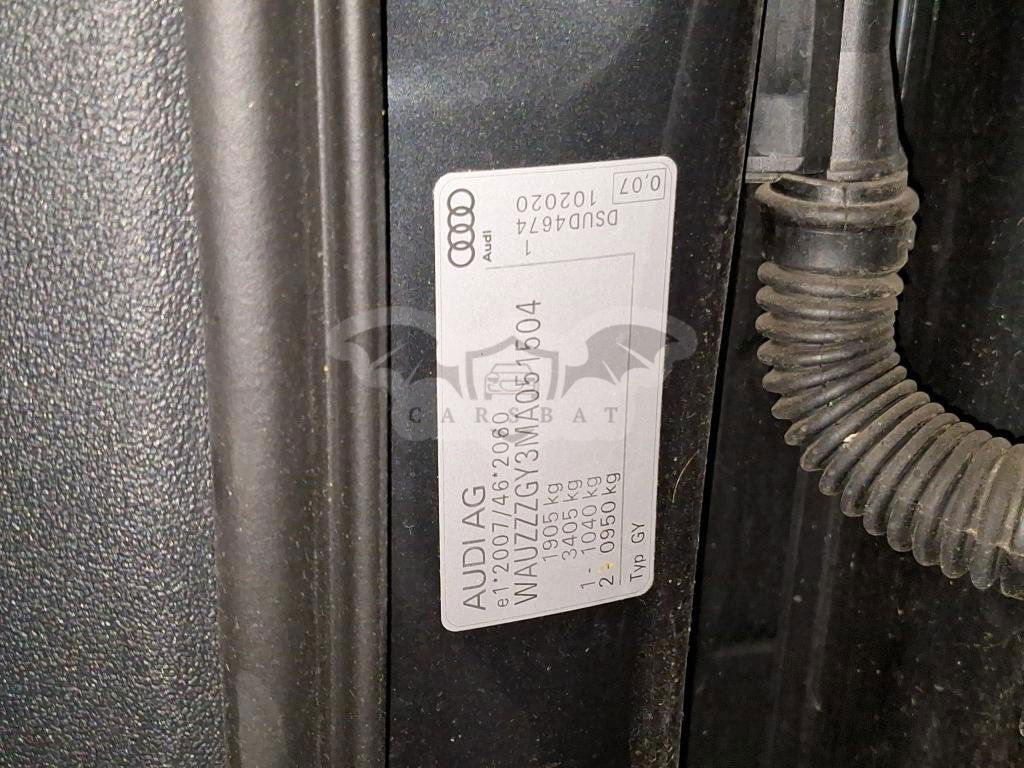 AUDI AG
e1*2007/46*2060
WAUZZZGY3MA051504
1905 kg
3405 kg
1 - 1040 kg
2 - 0950 kg
Typ GY
Audi
1
DSUD4674
102020
0,07
CARSBAT